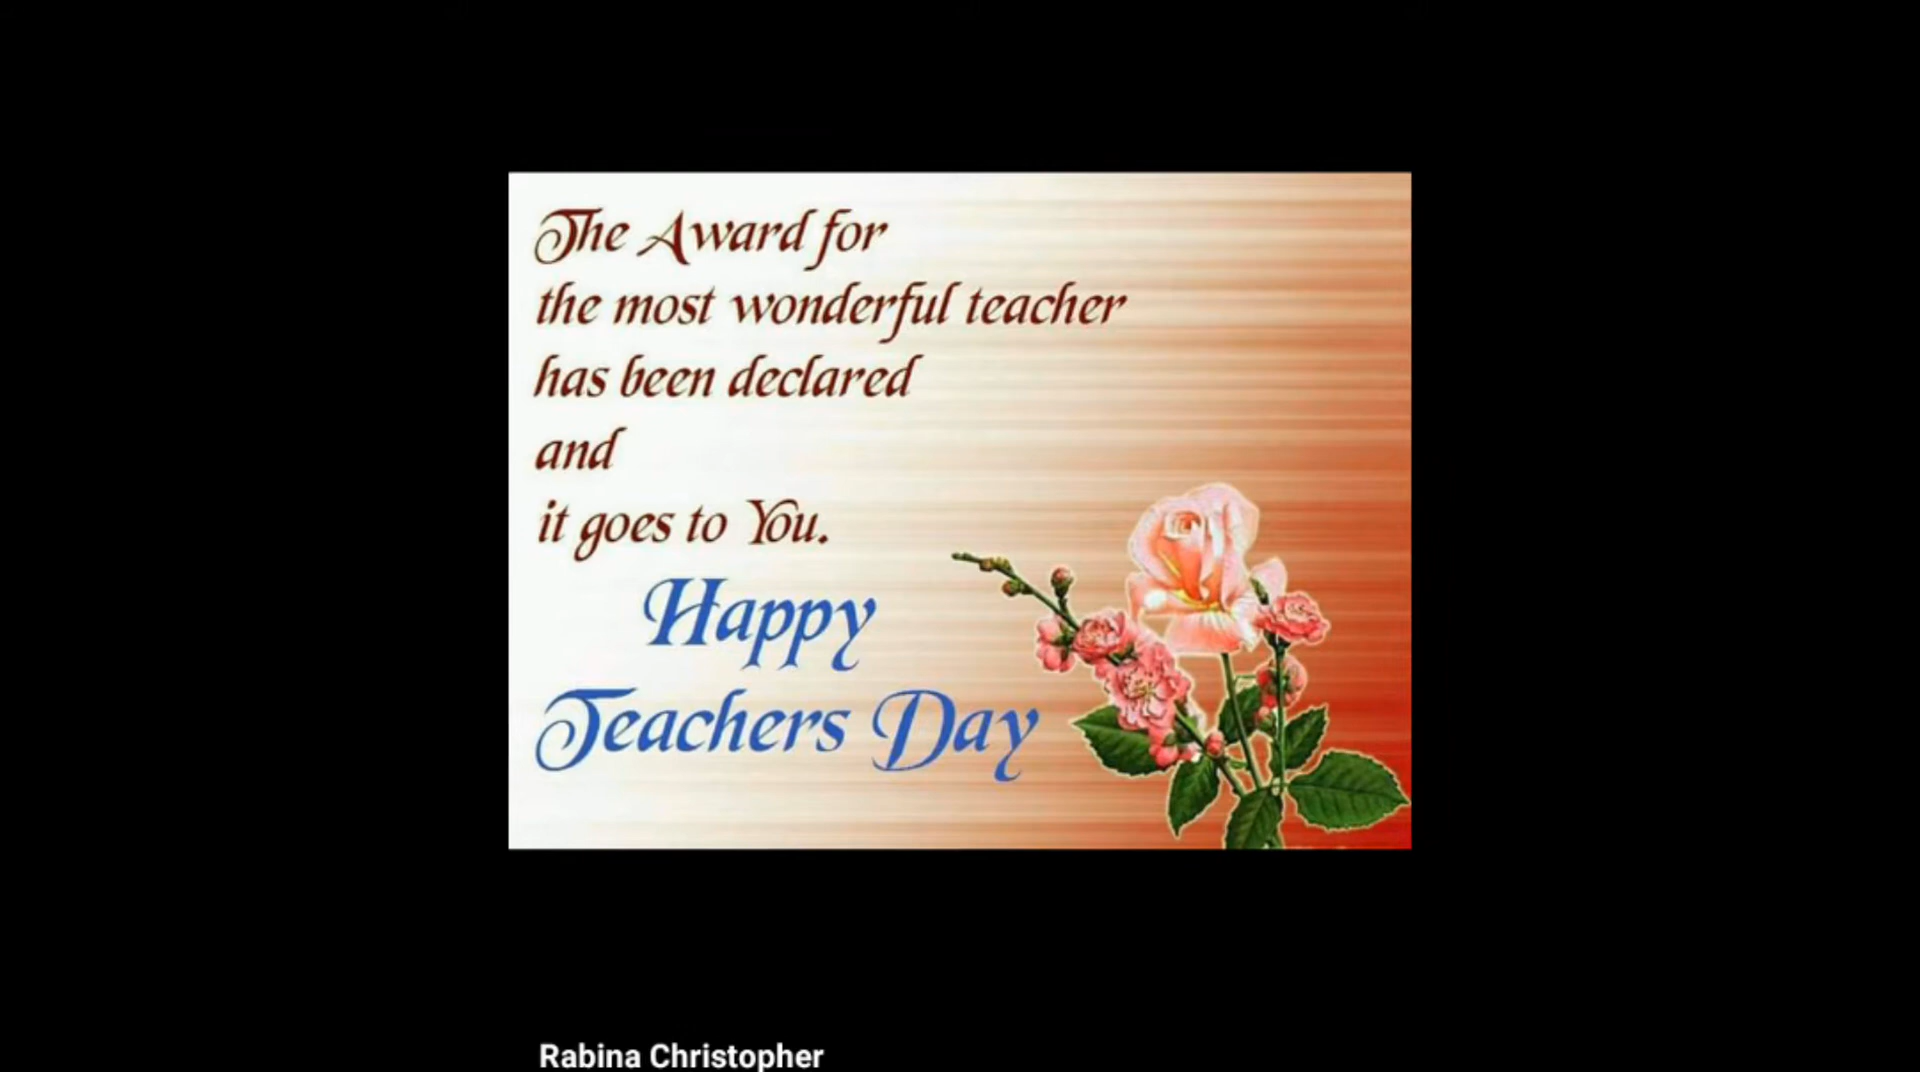 The Award for
the most wonderful teacher
has been declared
and
it goes to You.
Happy
Teachers Day
Rabina Christopher